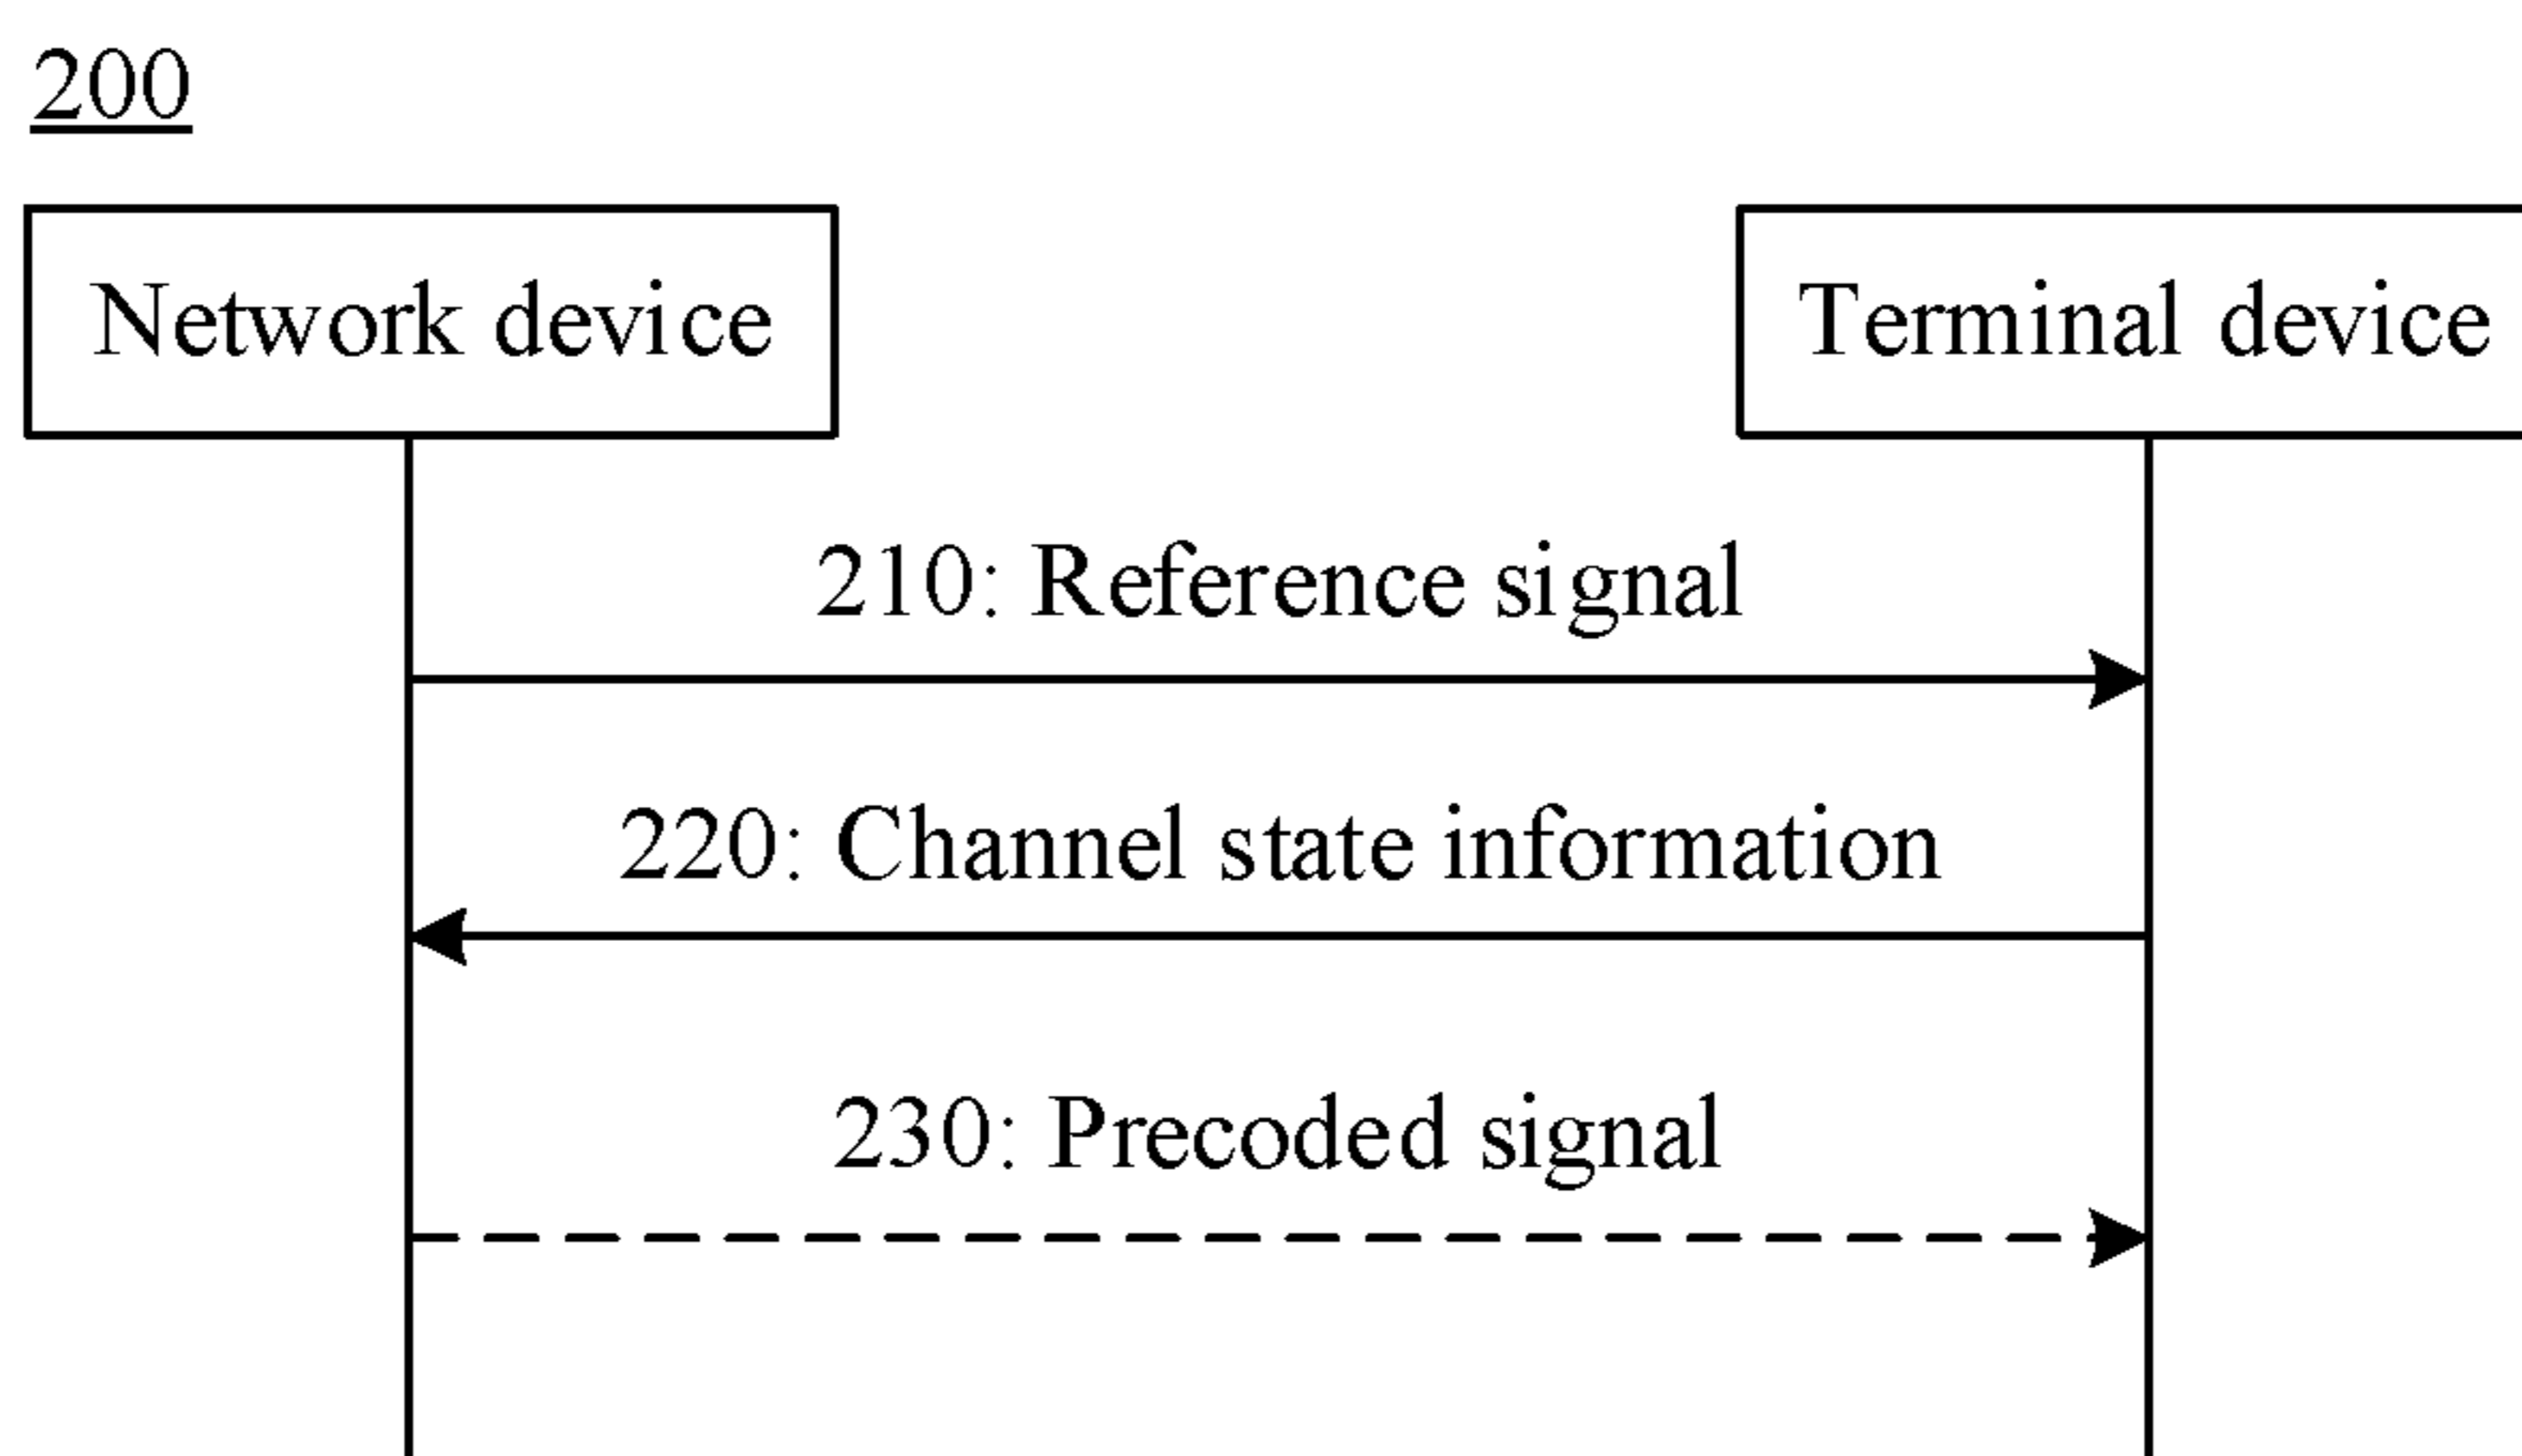 200
Network device
Terminal device
210: Reference signal
220: Channel state information
230: Precoded signal